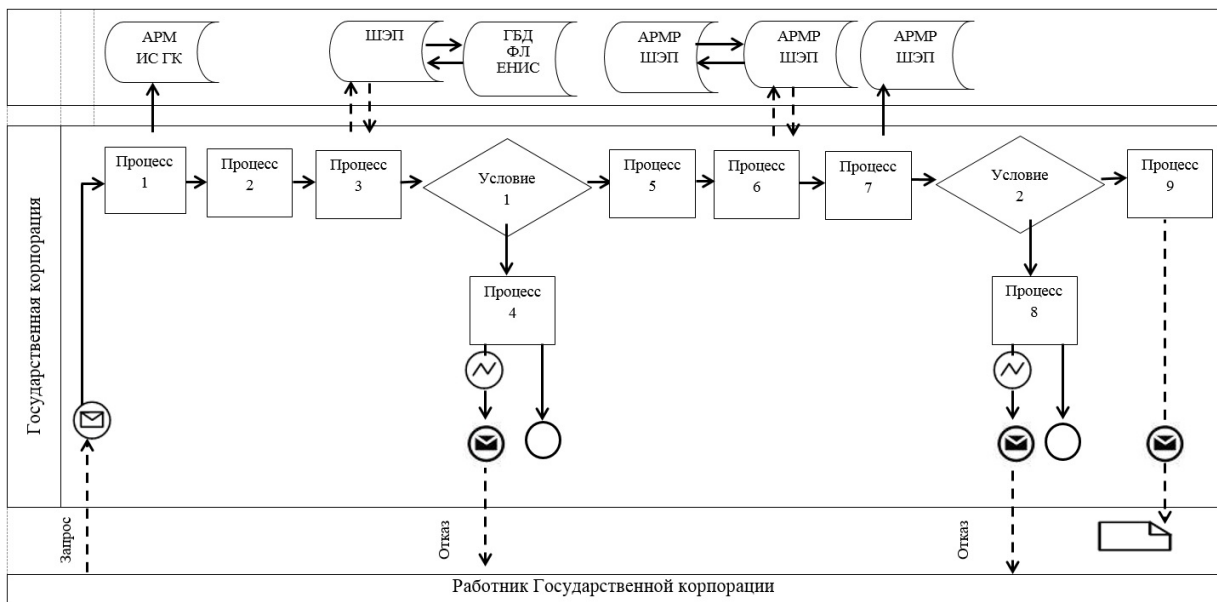 АРМ
ИС ГК
ШЭП
ГБД
ФЛ
ЕНИС
АРМР
ШЭП
АРМР
ШЭП
АРМР
ШЭП
Государственная корпорация
Процесс
1
Процесс
2
Процесс
3
Условие
1
Процесс
5
Процесс
6
Процесс
7
Условие
2
Процесс
9
Процесс
4
Процесс
8
Запрос
Отказ
Отказ
Работник Государственной корпорации